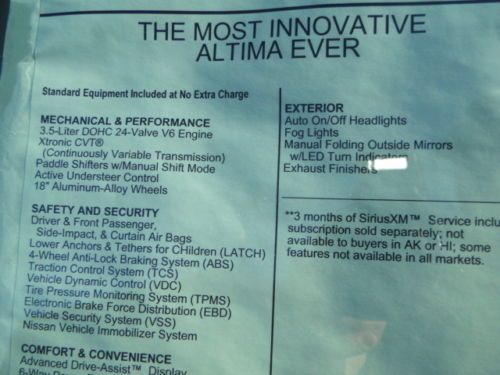 THE MOST INNOVATIVE
ALTIMA EVER
Standard Equipment Included at No Extra Charge
MECHANICAL & PERFORMANCE
3.5-Liter DOHC 24-Valve V6 Engine
Xtronic CVT®
(Continuously Variable Transmission)
Paddle Shifters w/Manual Shift Mode
Active Understeer Control
18" Aluminum-Alloy Wheels
SAFETY AND SECURITY
Driver & Front Passenger,
Side-Impact, & Curtain Air Bags
Lower Anchors & Tethers for CHildren (LATCH)
4-Wheel Anti-Lock Braking System (ABS)
Traction Control System (TCS)
Vehicle Dynamic Control (VDC)
Tire Pressure Monitoring System (TPMS)
Electronic Brake Force Distribution (EBD)
Vehicle Security System (VSS)
Nissan Vehicle Immobilizer System
COMFORT & CONVENIENCE
Advanced Drive-Assist™ Display
EXTERIOR
Auto On/Off Headlights
Fog Lights
Manual Folding Outside Mirrors
w/LED Turn Indicators
Exhaust Finishers
**3 months of SiriusXM™ Service inclu
subscription sold separately; not
available to buyers in AK or HI; some
features not available in all markets.